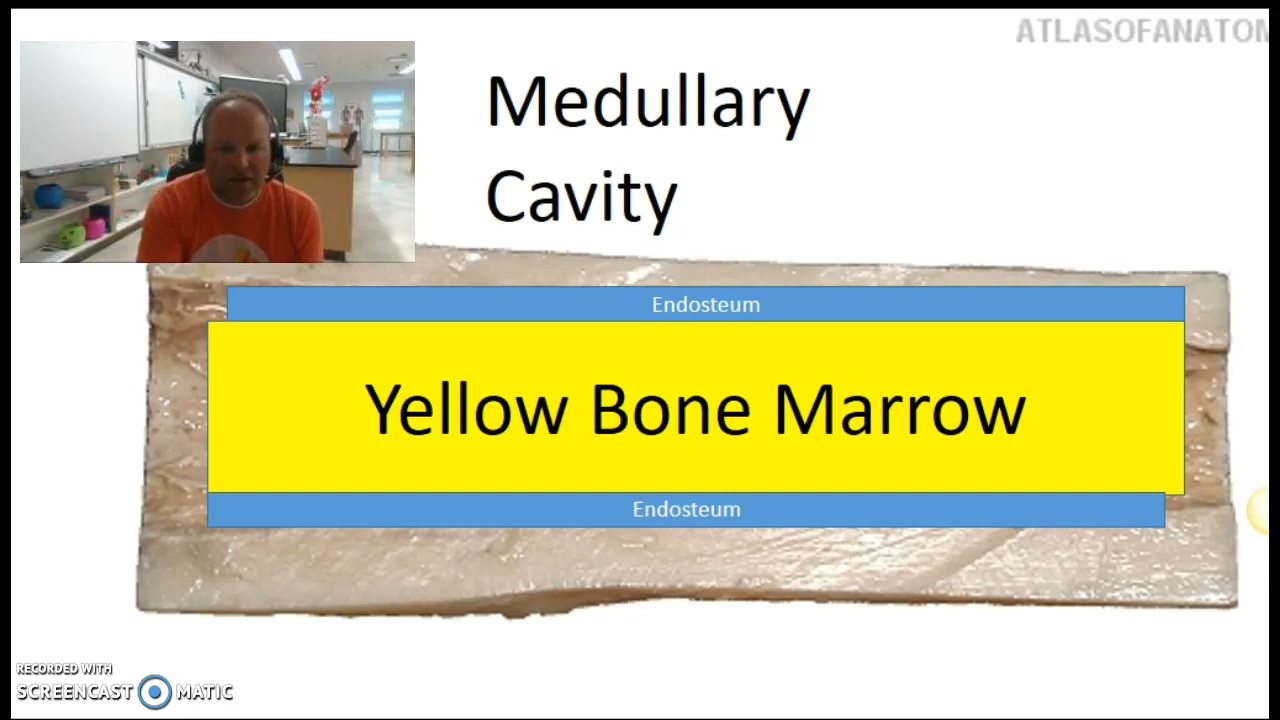 ATLASOFANATOM
Medullary
Cavity
Endosteum
Yellow Bone Marrow
Endosteum
RECORDED WITH
SCREENCAST MATIC